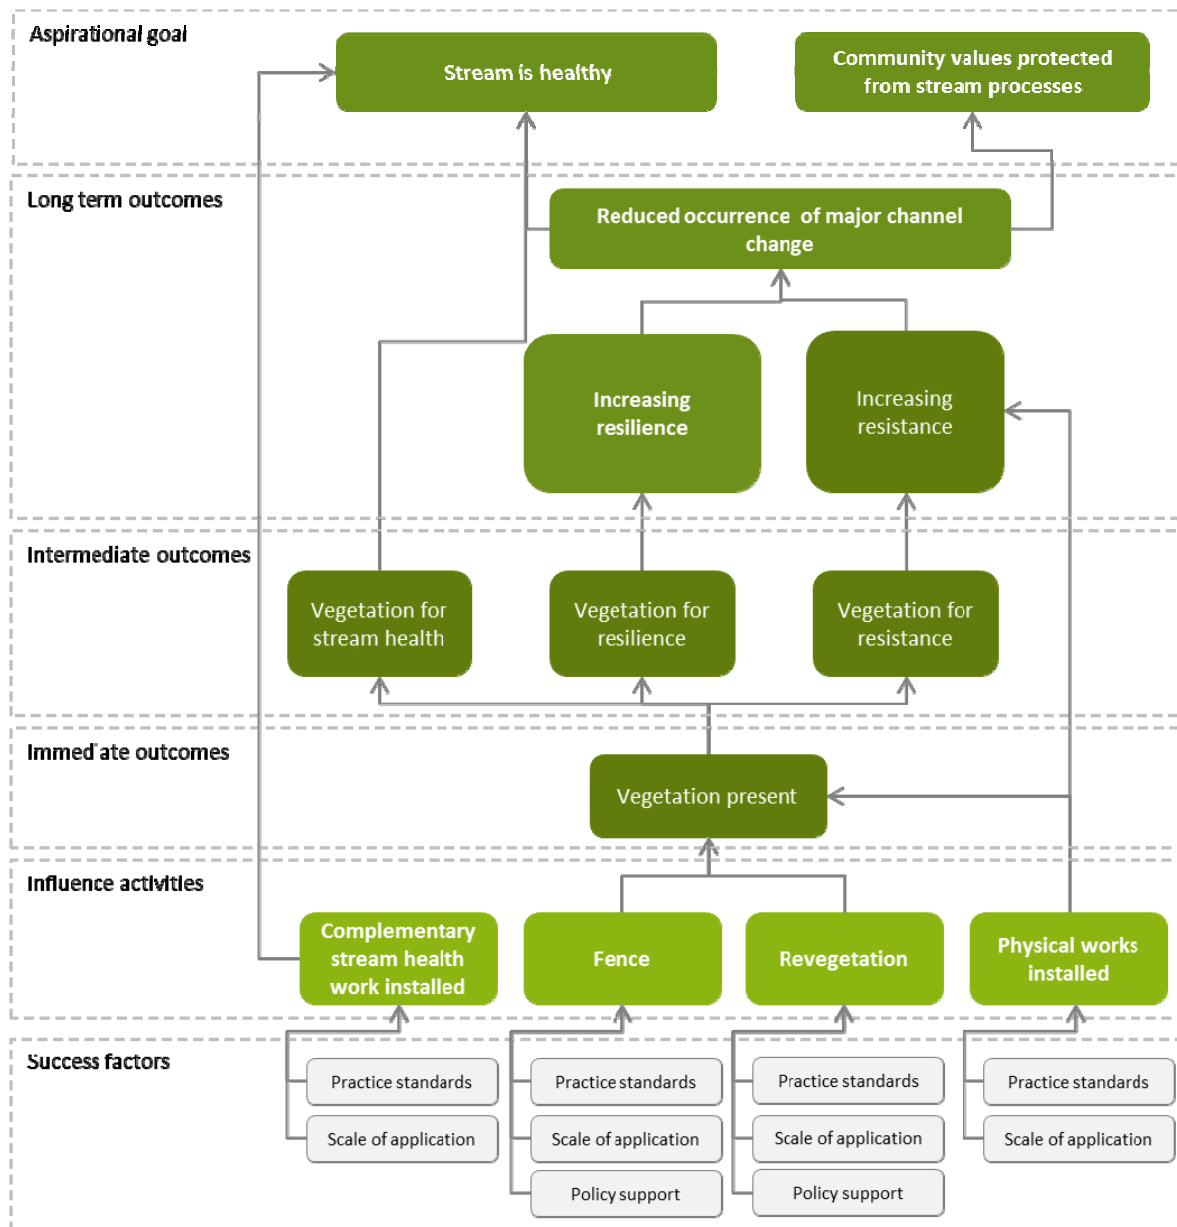 Aspirational goal
Stream is healthy
Community values protected
from stream processes
Long term outcomes
Reduced occurrence of major channel
change
Increasing
resilience
Increasing
resistance
Intermediate outcomes
Vegetation for
stream health
Vegetation for
resilience
Vegetation for
resistance
Immediate outcomes
Vegetation present
Influence activities
Complementary
stream health
work installed
Fence
Revegetation
Physical works
installed
Success factors
Practice standards
Practice standards
Practice standards
Practice standards
Scale of application
Scale of application
Scale of application
Scale of application
Policy support
Policy support